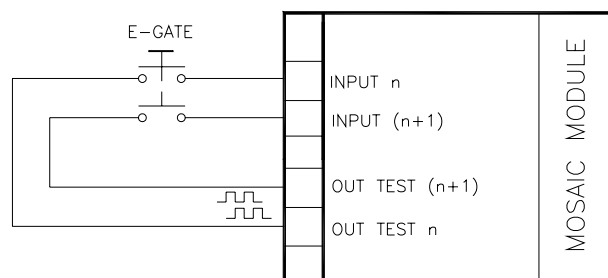 E-GATE
INPUT n
INPUT (n+1)
OUT TEST (n+1)
OUT TEST n
MOSAIC MODULE